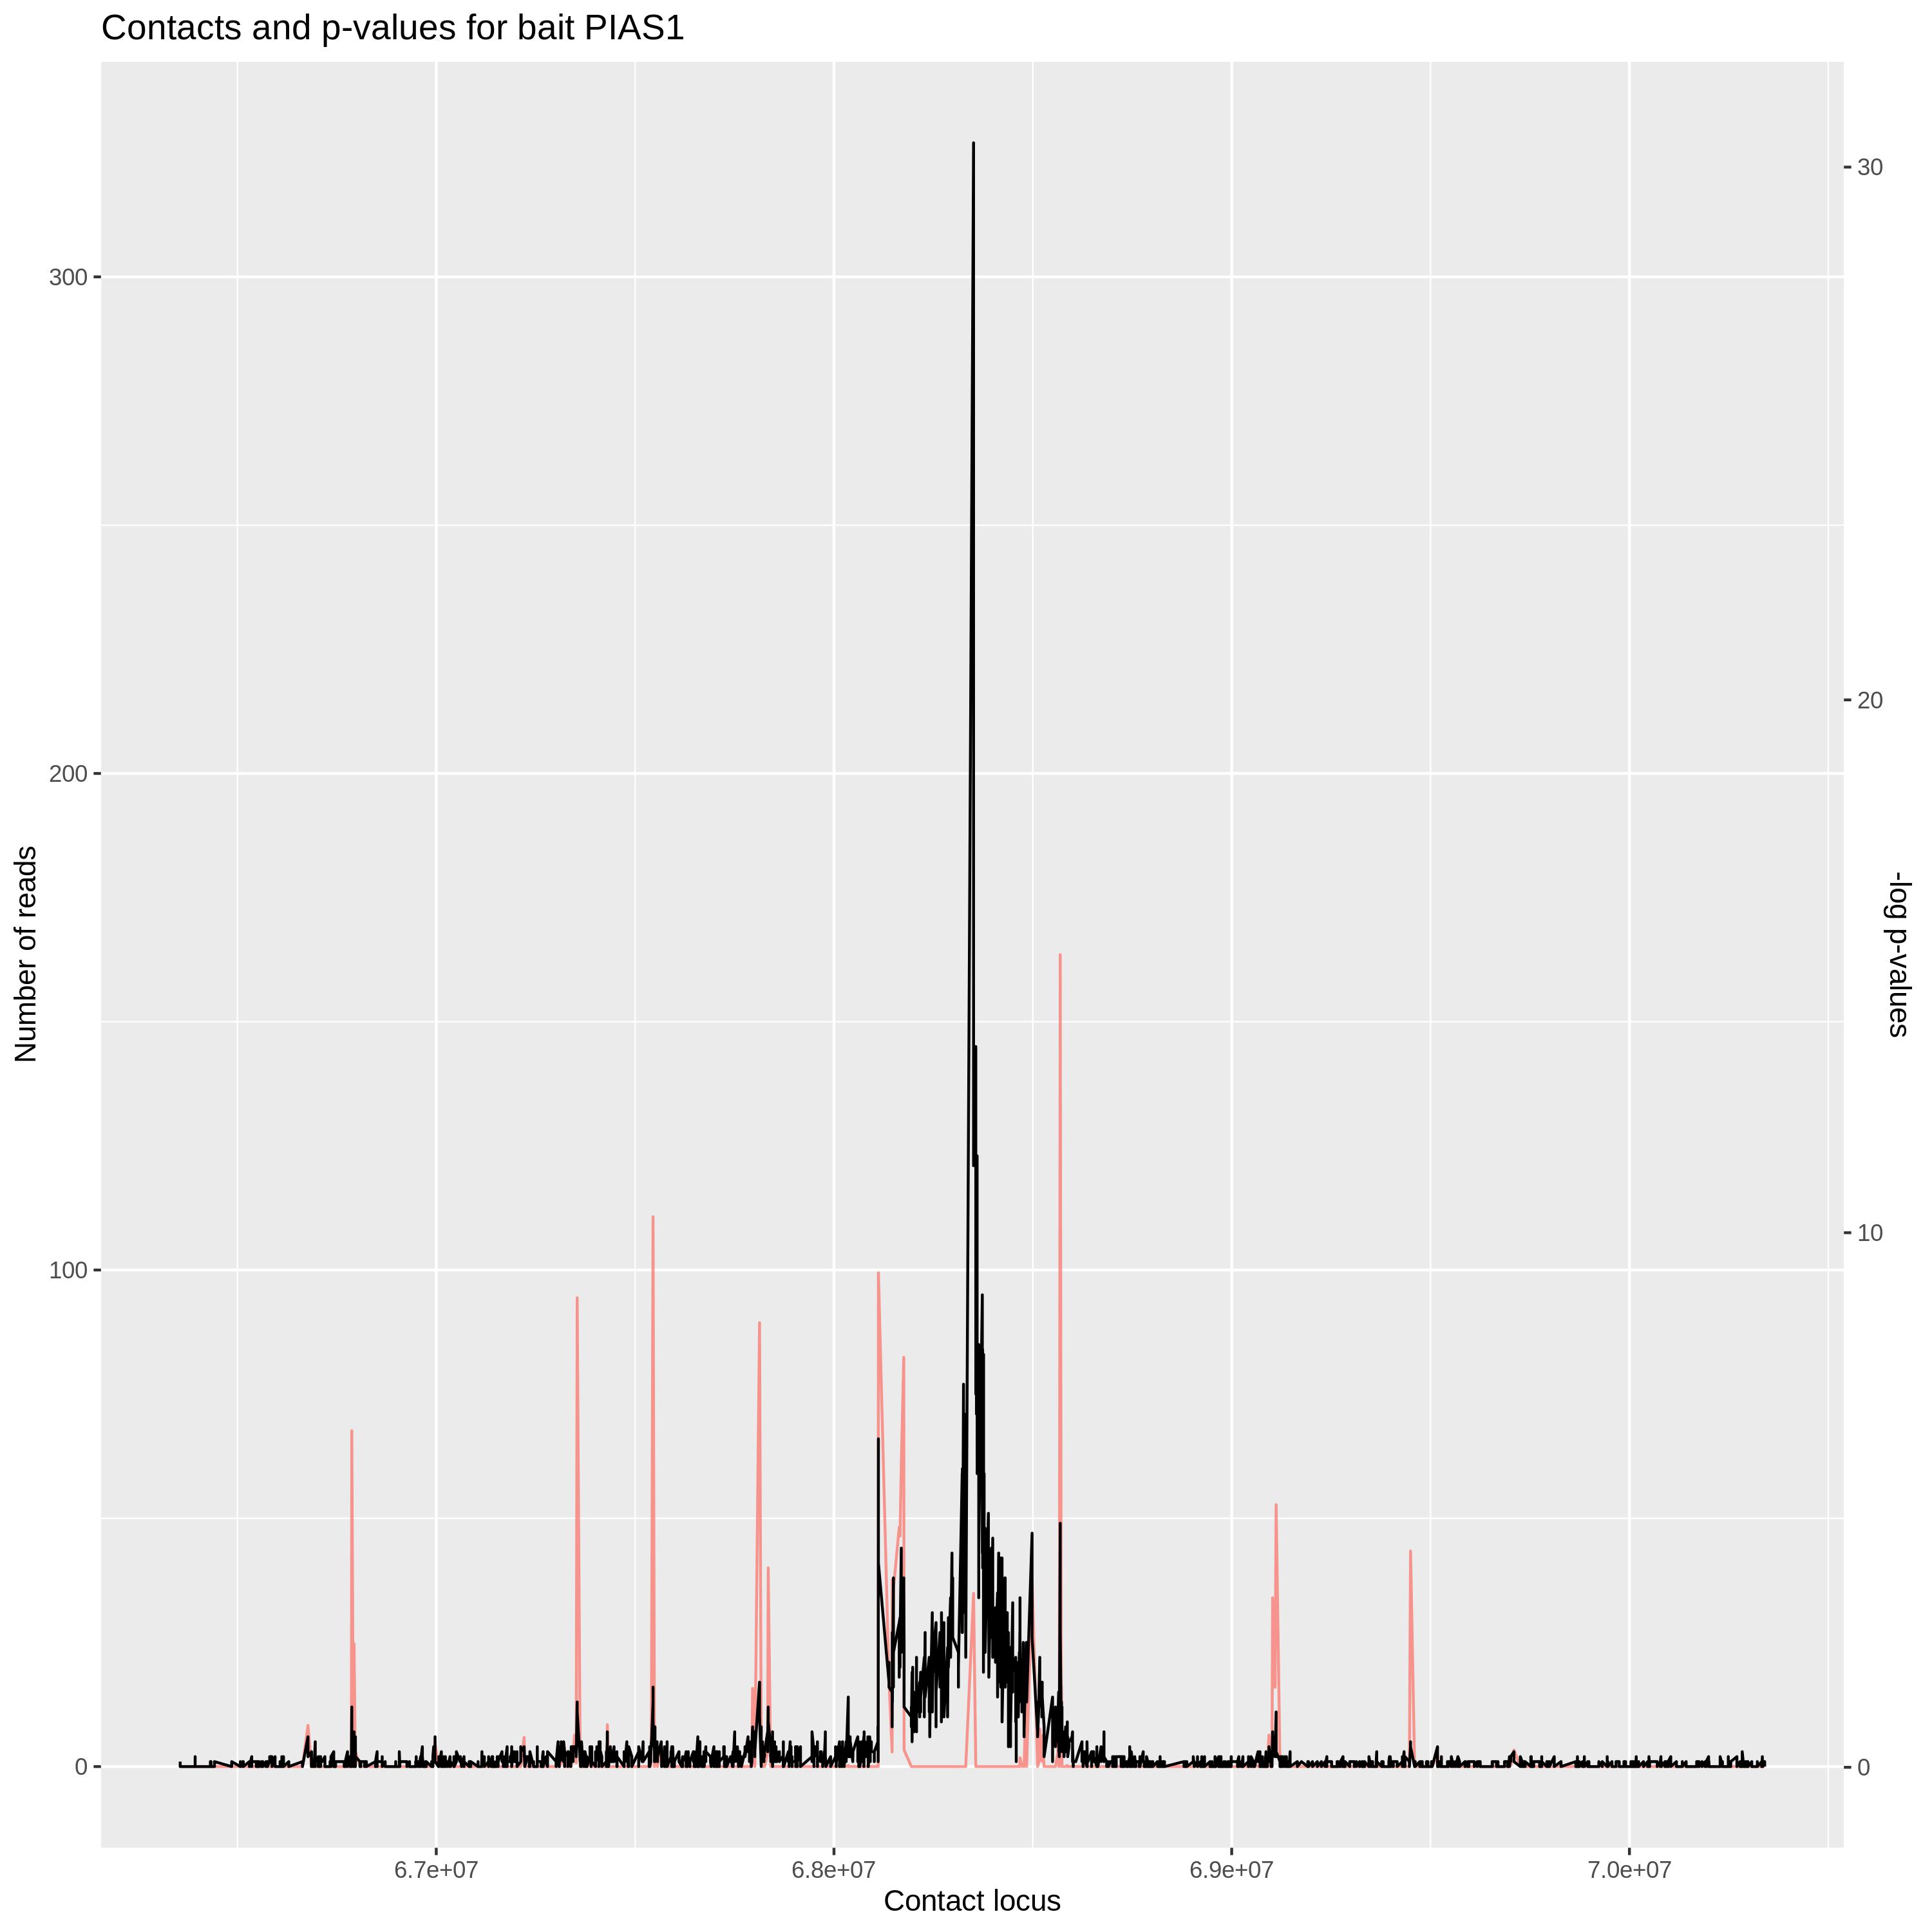 Contacts and p-values for bait PIAS1
300
200
100
0
Number of reads
30
20
10
0
-log p-values
6.7e+07
6.8e+07
6.9e+07
7.0e+07
Contact locus